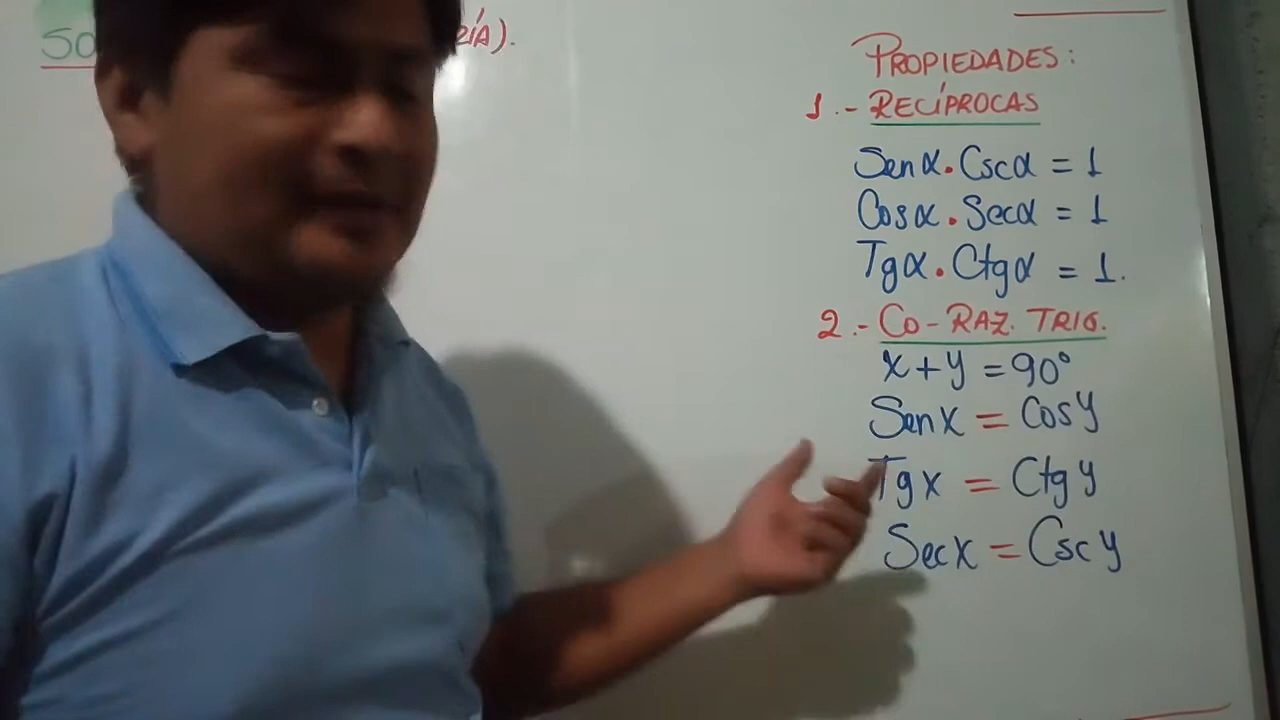 PROPIEDADES:
1.- RECÍPROCAS
Senα.Cscα = 1
Cosα.Secα = 1
Tgα.Ctgα = 1.
2.- CO-RAZ. TRIG.
x+y = 90°
Senx = Cosy
Tgx = Ctgy
Secx = Cscy